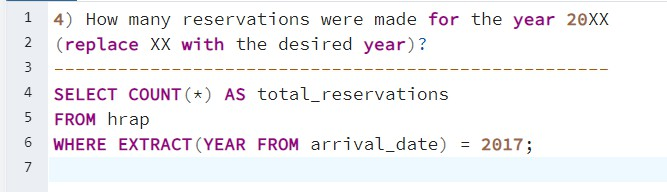 1 4) How many reservations were made for the year 20XX
2 (replace XX with the desired year)?
3 -----------------------------------------------------
4 SELECT COUNT(*) AS total_reservations
5 FROM hrap
6 WHERE EXTRACT(YEAR FROM arrival_date) = 2017;
7